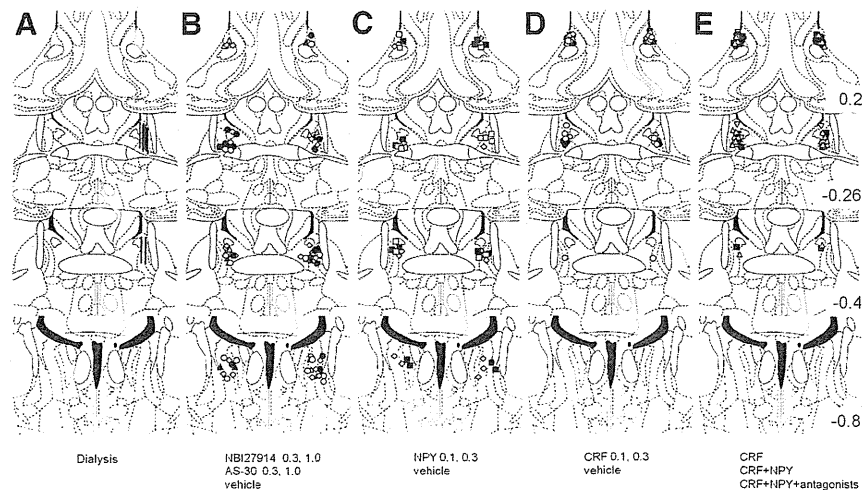 A B C D E
0.2
-0.26
-0.4
-0.8
Dialysis
NBI27914 0.3, 1.0
AS-30 0.3, 1.0
vehicle
NPY 0.1, 0.3
vehicle
CRF 0.1, 0.3
vehicle
CRF
CRF+NPY
CRF+NPY+antagonists